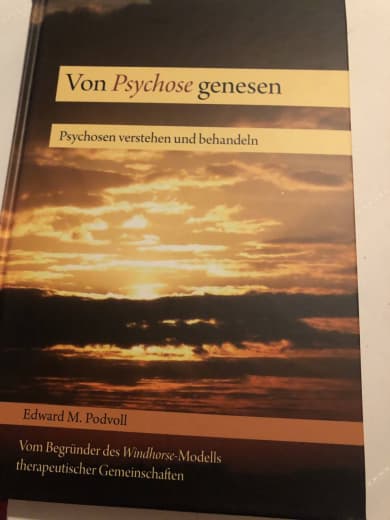 Von Psychose genesen
Psychosen verstehen und behandeln
Edward M. Podvoll
Vom Begründer des Windhorse-Modells
therapeutischer Gemeinschaften